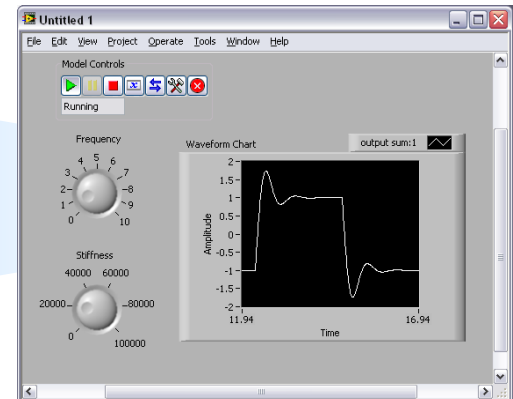 Untitled 1
File Edit View Project Operate Tools Window Help
Model Controls
Running
Frequency
0 1 2 3 4 5 6 7 8 9 10
Stiffness
0 20000 40000 60000 80000 100000
Waveform Chart
output sum:1
Amplitude
2
1.5
1
0.5
0
-0.5
-1
-1.5
-2
11.94 16.94
Time